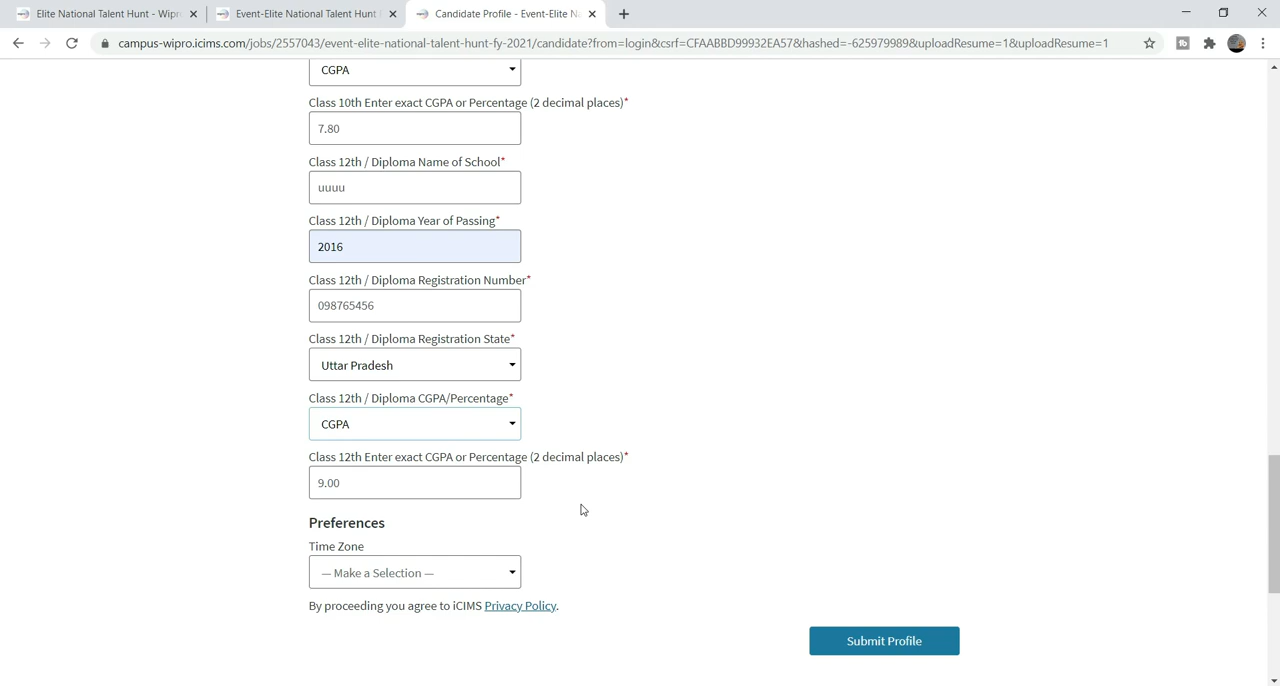 Elite National Talent Hunt - Wipr
Event-Elite National Talent Hunt
Candidate Profile - Event-Elite N
campus-wipro.icims.com/jobs/2557043/event-elite-national-talent-hunt-fy-2021/candidate?from=login&csrf=CFAABBD99932EA57&hashed=-625979989&uploadResume=1&uploadResume=1
CGPA
Class 10th Enter exact CGPA or Percentage (2 decimal places)*
7.80
Class 12th / Diploma Name of School*
uuuu
Class 12th / Diploma Year of Passing*
2016
Class 12th / Diploma Registration Number*
098765456
Class 12th / Diploma Registration State*
Uttar Pradesh
Class 12th / Diploma CGPA/Percentage*
CGPA
Class 12th Enter exact CGPA or Percentage (2 decimal places)*
9.00
Preferences
Time Zone
— Make a Selection —
By proceeding you agree to iCIMS Privacy Policy.
Submit Profile